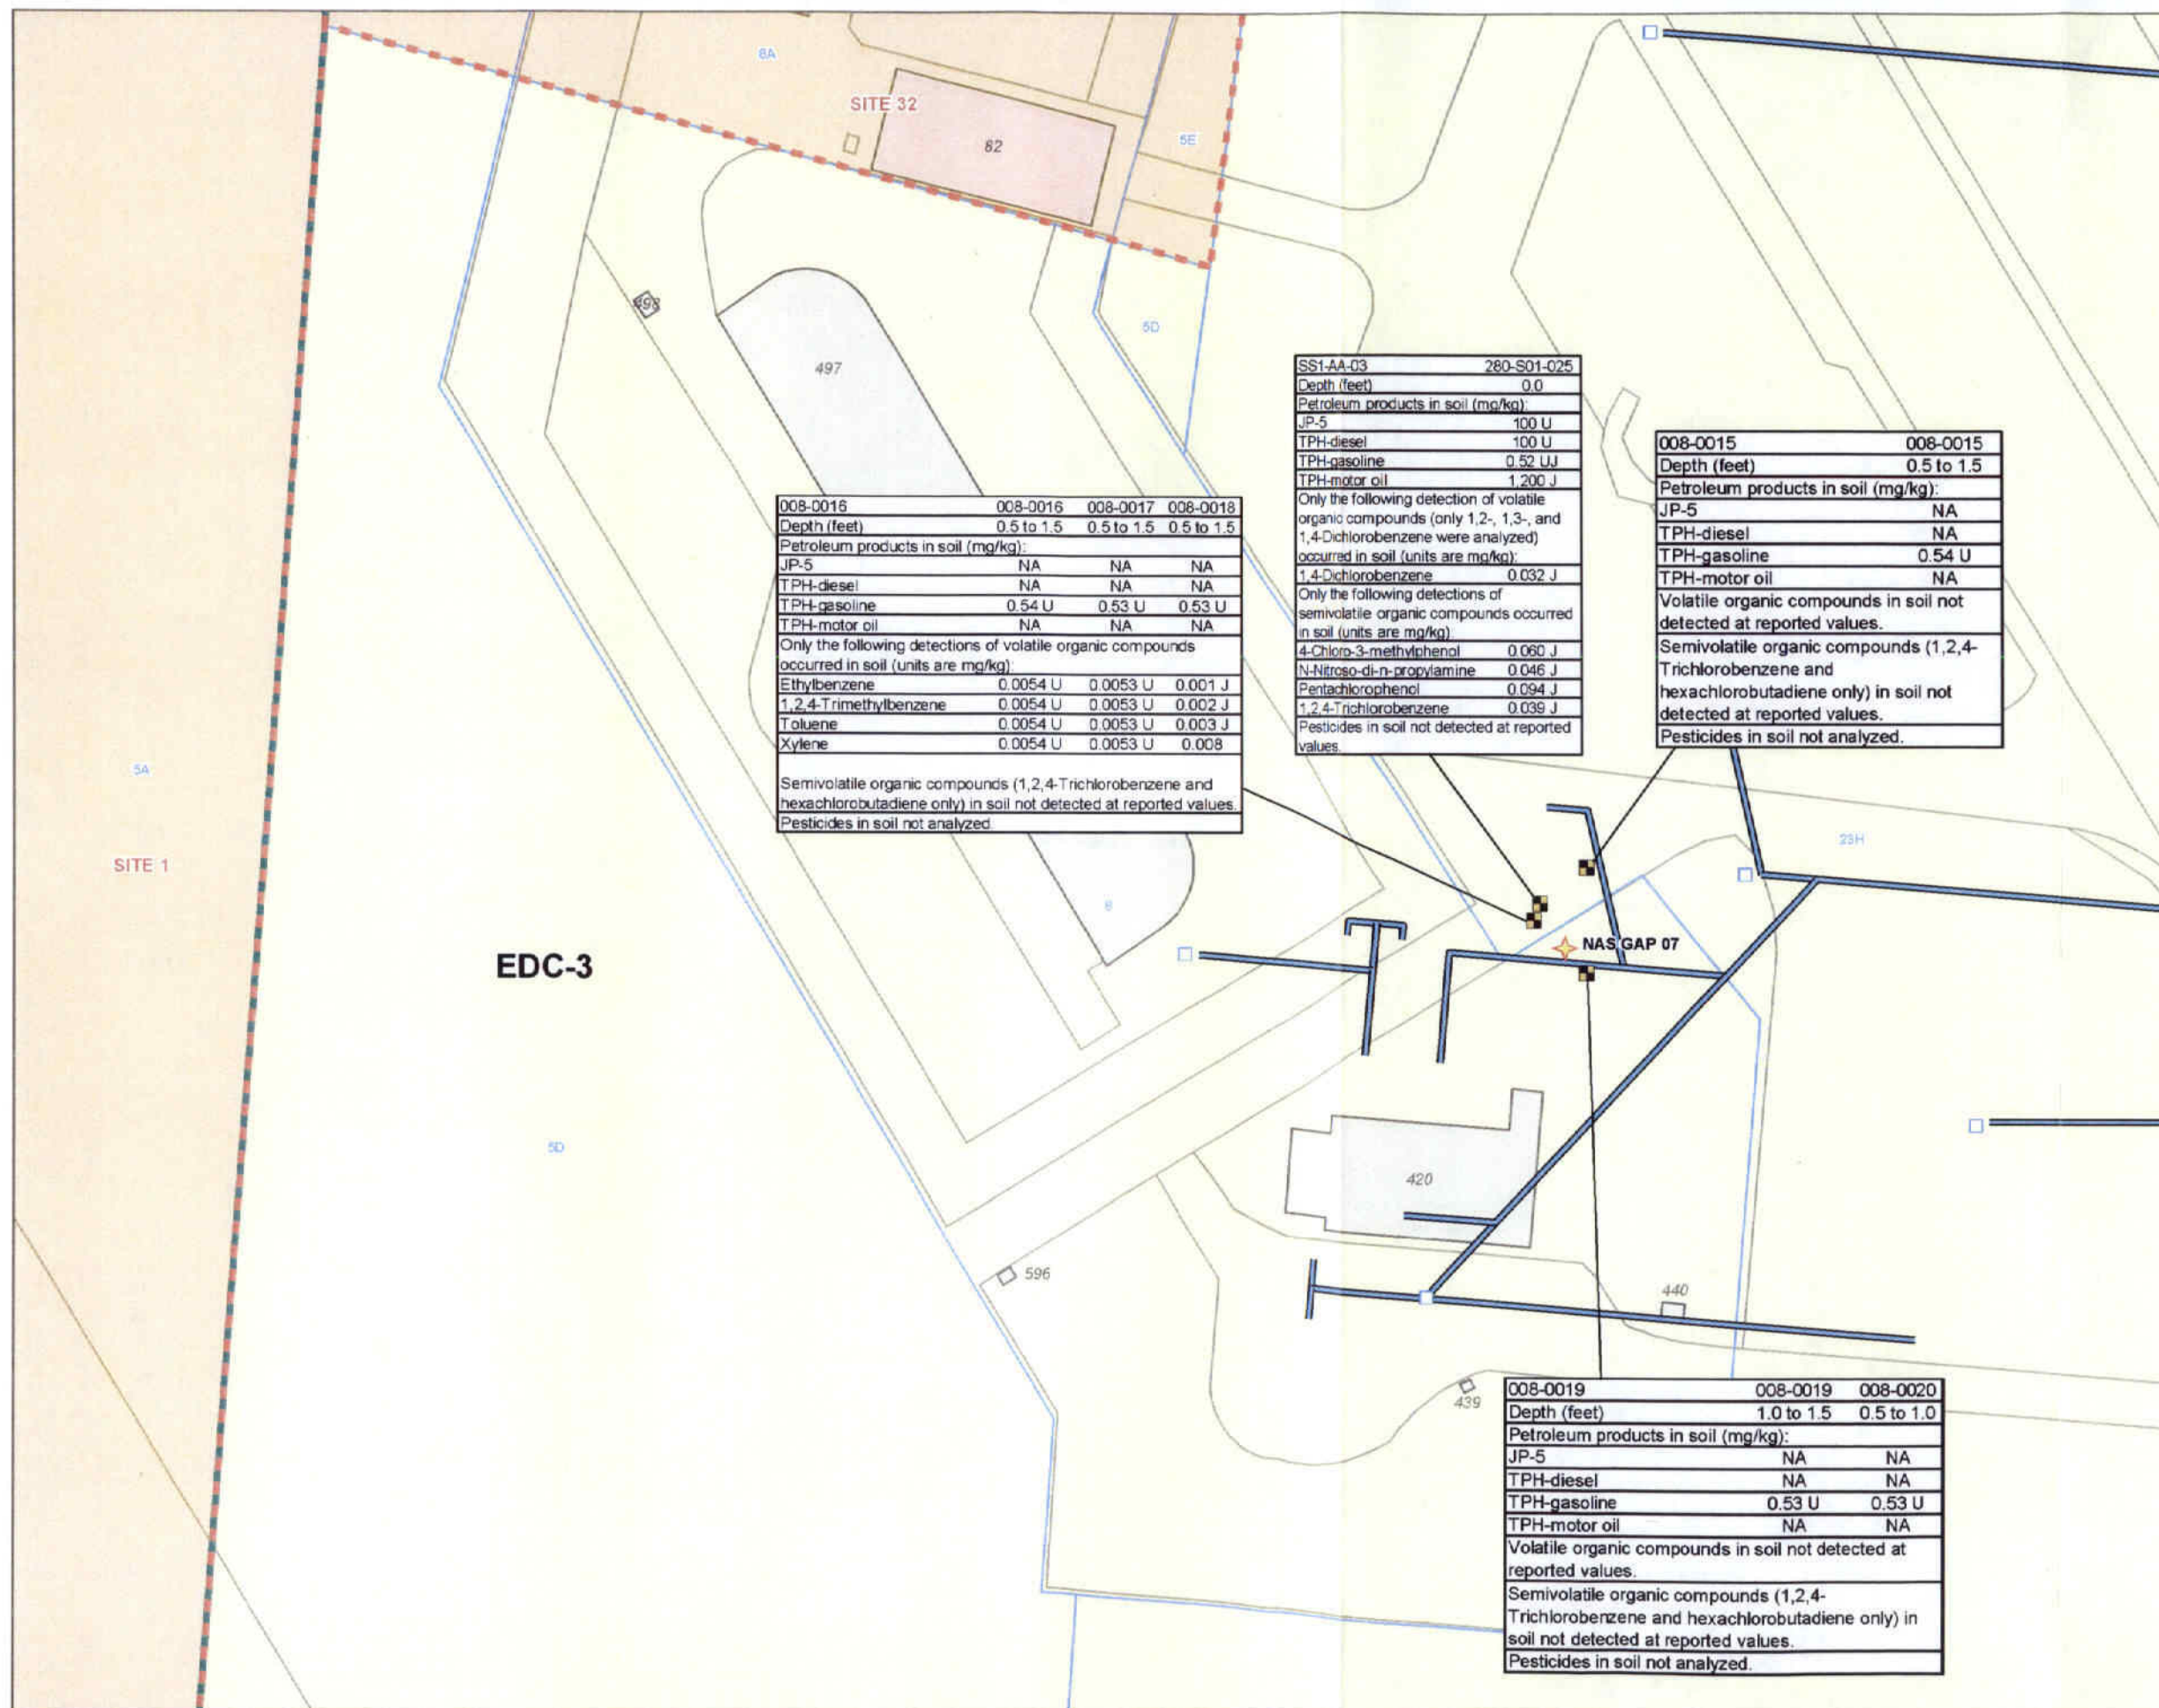 8A
SITE 32
82
5E
498
497
5D
SS1-AA-03 280-S01-025
Depth (feet) 0.0
Petroleum products in soil (mg/kg):
JP-5 100 U
TPH-diesel 100 U
TPH-gasoline 0.52 UJ
TPH-motor oil 1,200 J
Only the following detection of volatile
organic compounds (only 1,2-, 1,3-, and
1,4-Dichlorobenzene were analyzed)
occurred in soil (units are mg/kg):
1,4-Dichlorobenzene 0.032 J
Only the following detections of
semivolatile organic compounds occurred
in soil (units are mg/kg):
4-Chloro-3-methylphenol 0.060 J
N-Nitroso-di-n-propylamine 0.046 J
Pentachlorophenol 0.094 J
1,2,4-Trichlorobenzene 0.039 J
Pesticides in soil not detected at reported
values.
008-0015 008-0015
Depth (feet) 0.5 to 1.5
Petroleum products in soil (mg/kg):
JP-5 NA
TPH-diesel NA
TPH-gasoline 0.54 U
TPH-motor oil NA
Volatile organic compounds in soil not
detected at reported values.
Semivolatile organic compounds (1,2,4-
Trichlorobenzene and
hexachlorobutadiene only) in soil not
detected at reported values.
Pesticides in soil not analyzed.
008-0016 008-0016 008-0017 008-0018
Depth (feet) 0.5 to 1.5 0.5 to 1.5 0.5 to 1.5
Petroleum products in soil (mg/kg):
JP-5 NA NA NA
TPH-diesel NA NA NA
TPH-gasoline 0.54 U 0.53 U 0.53 U
TPH-motor oil NA NA NA
Only the following detections of volatile organic compounds
occurred in soil (units are mg/kg):
Ethylbenzene 0.0054 U 0.0053 U 0.001 J
1,2,4-Trimethylbenzene 0.0054 U 0.0053 U 0.002 J
Toluene 0.0054 U 0.0053 U 0.003 J
Xylene 0.0054 U 0.0053 U 0.008
Semivolatile organic compounds (1,2,4-Trichlorobenzene and
hexachlorobutadiene only) in soil not detected at reported values.
Pesticides in soil not analyzed.
5A
SITE 1
23H
NAS GAP 07
EDC-3
5D
420
596
440
439
008-0019 008-0019 008-0020
Depth (feet) 1.0 to 1.5 0.5 to 1.0
Petroleum products in soil (mg/kg):
JP-5 NA NA
TPH-diesel NA NA
TPH-gasoline 0.53 U 0.53 U
TPH-motor oil NA NA
Volatile organic compounds in soil not detected at
reported values.
Semivolatile organic compounds (1,2,4-
Trichlorobenzene and hexachlorobutadiene only) in
soil not detected at reported values.
Pesticides in soil not analyzed.